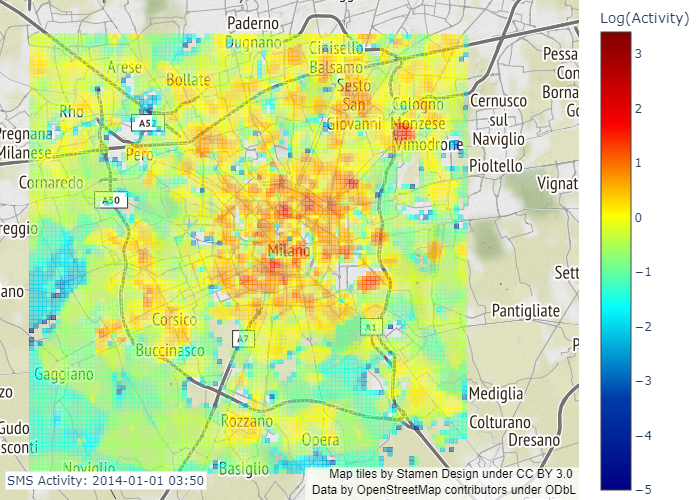 Log(Activity)
Paderno
Dugnano
Cinisello
Balsamo
Arese
Bollate
Sesto
San
Giovanni
Rho
A52
Cologno
Monzese
Vimodrone
Cernusco
sul
Naviglio
Pessa
Con
Borna
Go
Pregnana
Milanese
Pero
Pioltello
Cornaredo
A50
Vignat
reggio
Milano
Sett
ano
Corsico
Pantigliate
A1
A7
Buccinasco
P
Gaggiano
Mediglia
zzo
Rozzano
Opera
Colturano
Dresano
Gudo
sconti
Noviglio
Basiglio
3
2
1
0
−1
−2
−3
−4
−5
SMS Activity: 2014-01-01 03:50
Map tiles by Stamen Design under CC BY 3.0
Data by OpenStreetMap contributors under ODbL